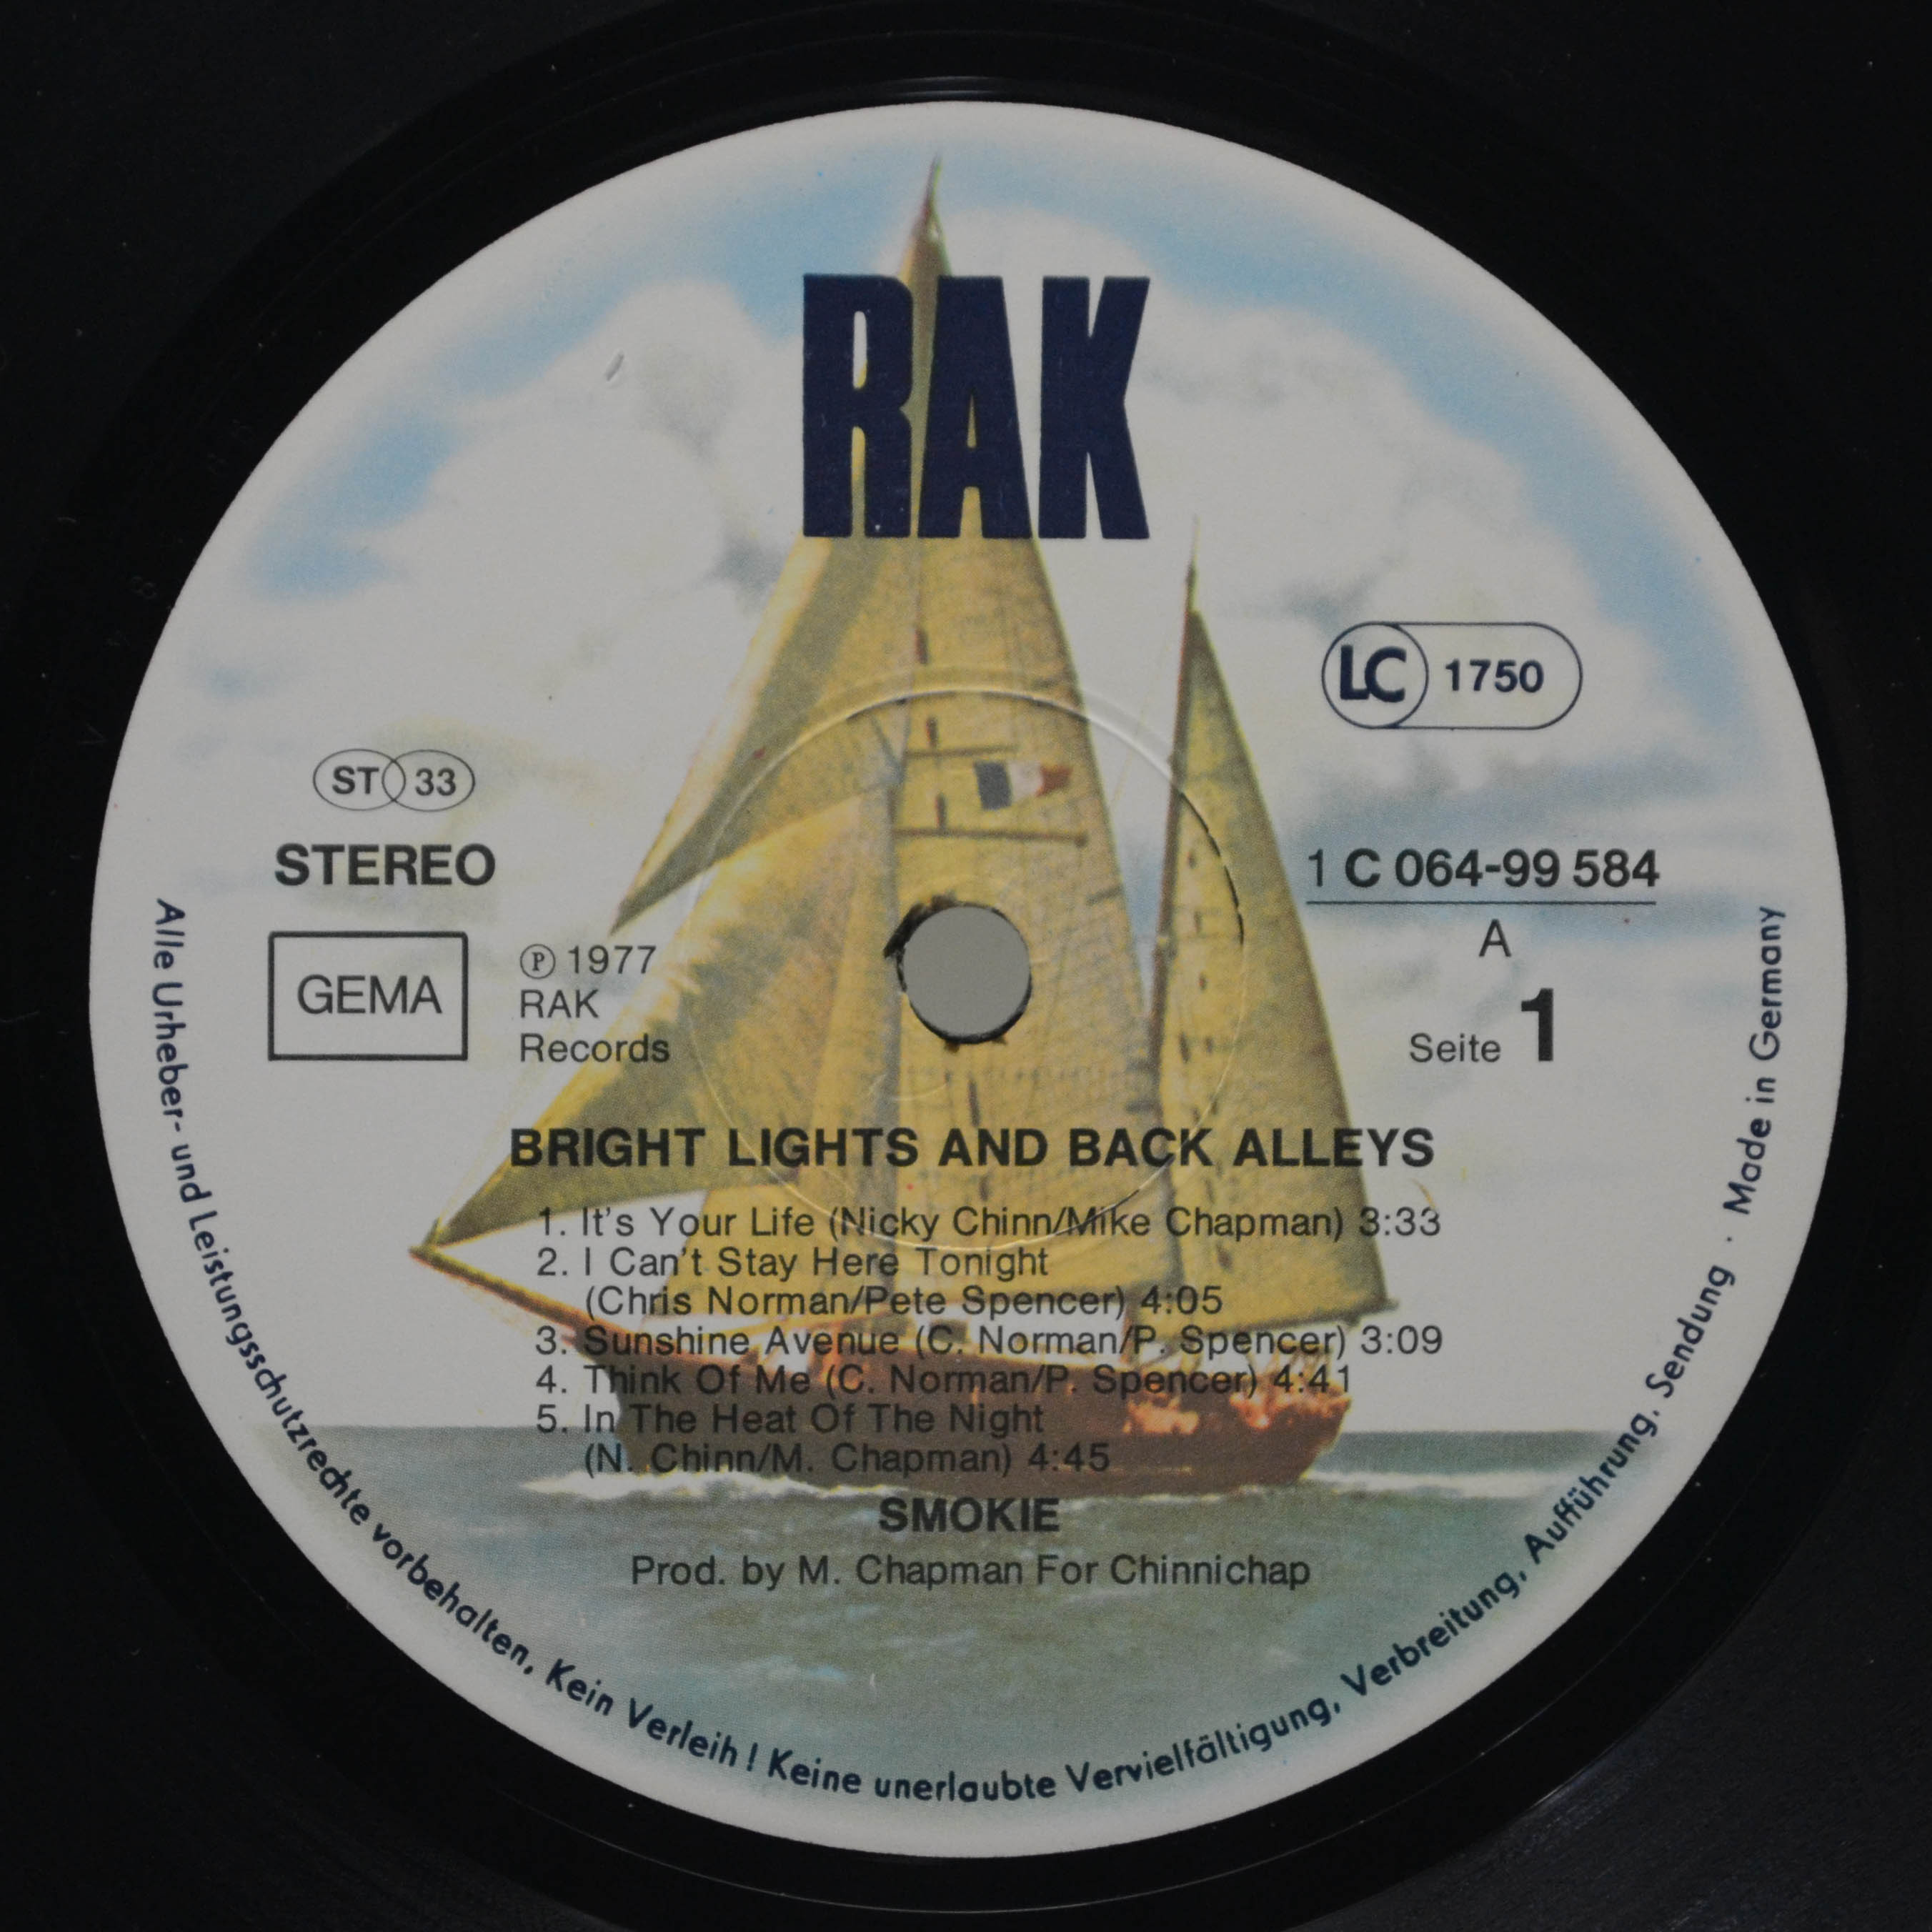 RAK
LC 1750
ST 33
STEREO
1 C 064-99 584
A
GEMA
Ⓟ 1977
RAK
Records
Seite 1
BRIGHT LIGHTS AND BACK ALLEYS
1. It's Your Life (Nicky Chinn/Mike Chapman) 3:33
2. I Can't Stay Here Tonight
(Chris Norman/Pete Spencer) 4:05
3. Sunshine Avenue (C. Norman/P. Spencer) 3:09
4. Think Of Me (C. Norman/P. Spencer) 4:41
5. In The Heat Of The Night
(N. Chinn/M. Chapman) 4:45
SMOKIE
Prod. by M. Chapman For Chinnichap
Alle Urheber- und Leistungsschutzrechte vorbehalten. Kein Verleih! Keine unerlaubte Vervielfältigung, Verbreitung, Aufführung, Sendung · Made in Germany